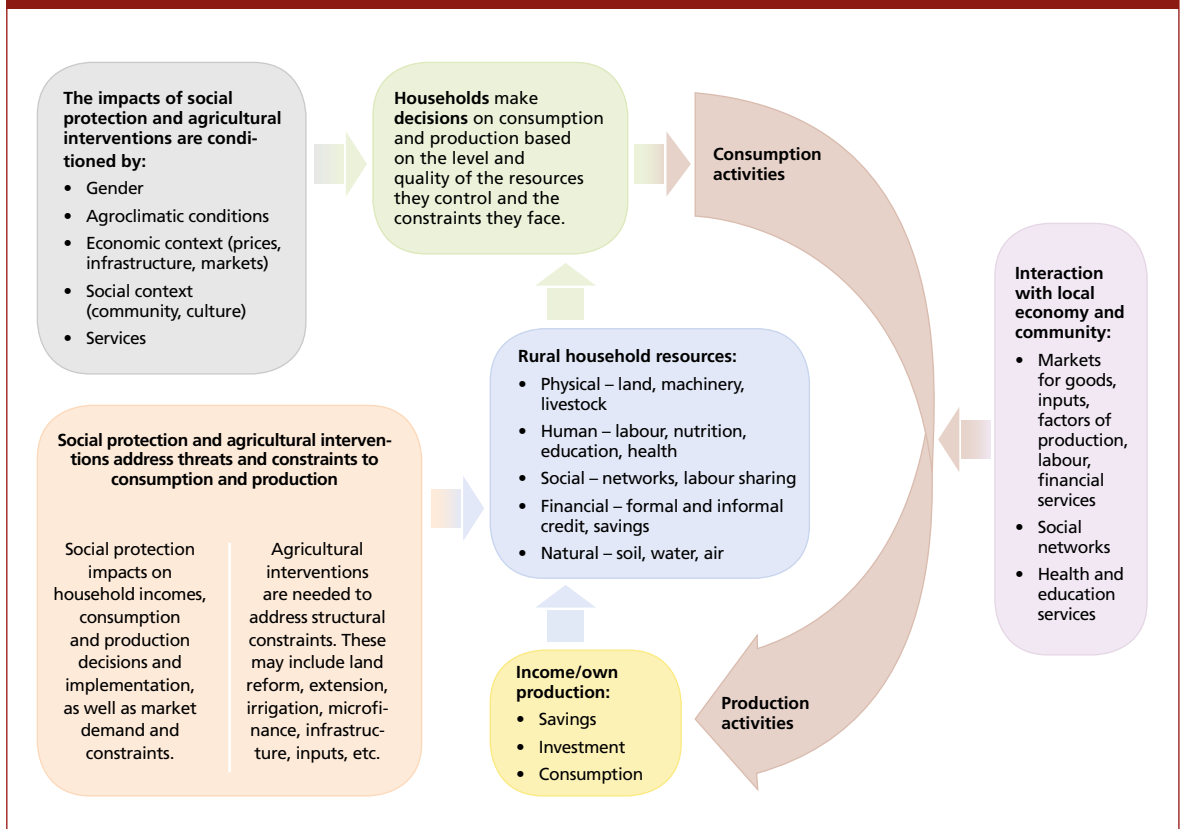 The impacts of social
protection and agricultural
interventions are condi-
tioned by:
• Gender
• Agroclimatic conditions
• Economic context (prices,
infrastructure, markets)
• Social context
(community, culture)
• Services
Households make
decisions on consumption
and production based
on the level and
quality of the resources
they control and the
constraints they face.
Consumption
activities
Interaction
with local
economy and
community:
• Markets
for goods,
inputs,
factors of
production,
labour,
financial
services
• Social
networks
• Health and
education
services
Rural household resources:
• Physical – land, machinery,
livestock
• Human – labour, nutrition,
education, health
• Social – networks, labour sharing
• Financial – formal and informal
credit, savings
• Natural – soil, water, air
Social protection and agricultural interven-
tions address threats and constraints to
consumption and production
Social protection
impacts on
household incomes,
consumption
and production
decisions and
implementation,
as well as market
demand and
constraints.
Agricultural
interventions
are needed to
address structural
constraints. These
may include land
reform, extension,
irrigation, microfi-
nance, infrastruc-
ture, inputs, etc.
Income/own
production:
• Savings
• Investment
• Consumption
Production
activities